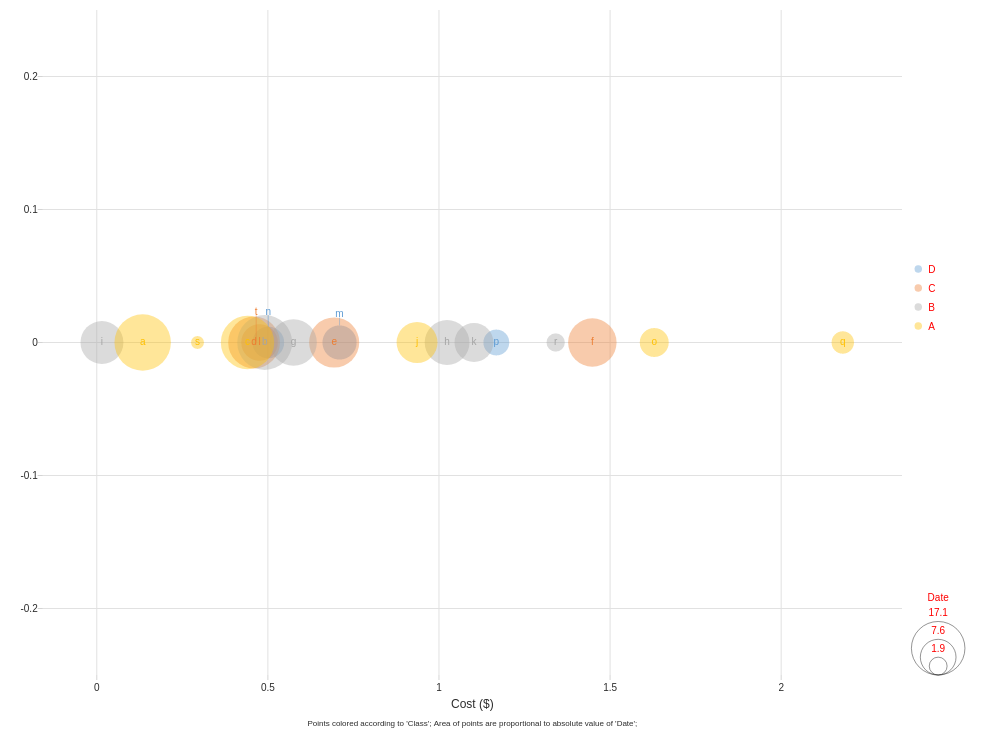 0.2
0.1
0
-0.1
-0.2
t
n
m
i
a
s
d
g
e
j
h
k
p
r
f
o
q
0
0.5
1
1.5
2
Cost ($)
D
C
B
A
Date
17.1
7.6
1.9
Points colored according to 'Class'; Area of points are proportional to absolute value of 'Date';